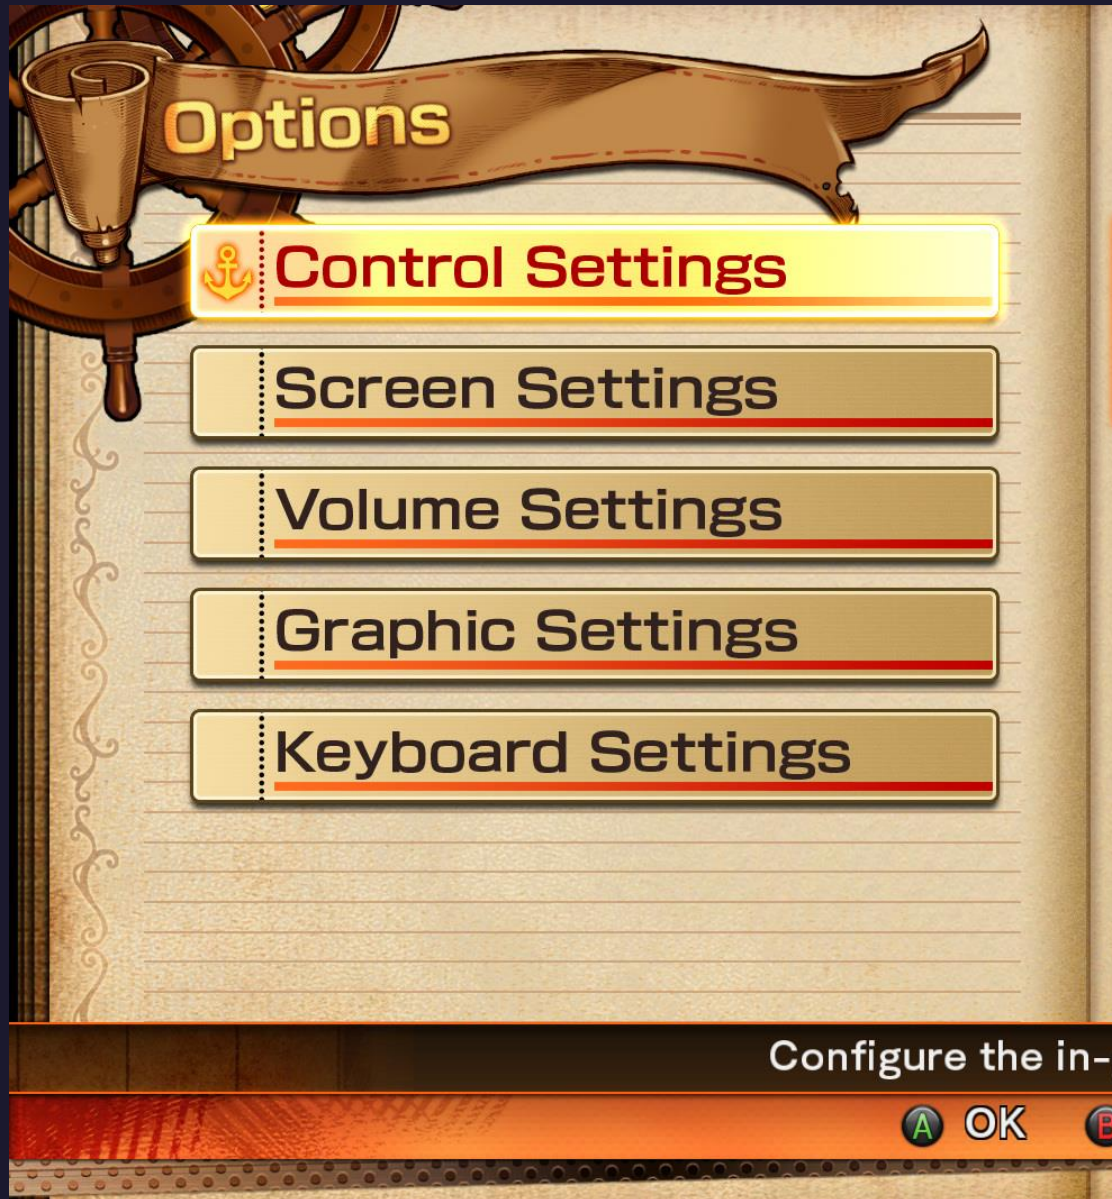 Options
Control Settings
Screen Settings
Volume Settings
Graphic Settings
Keyboard Settings
Configure the in-
A OK B